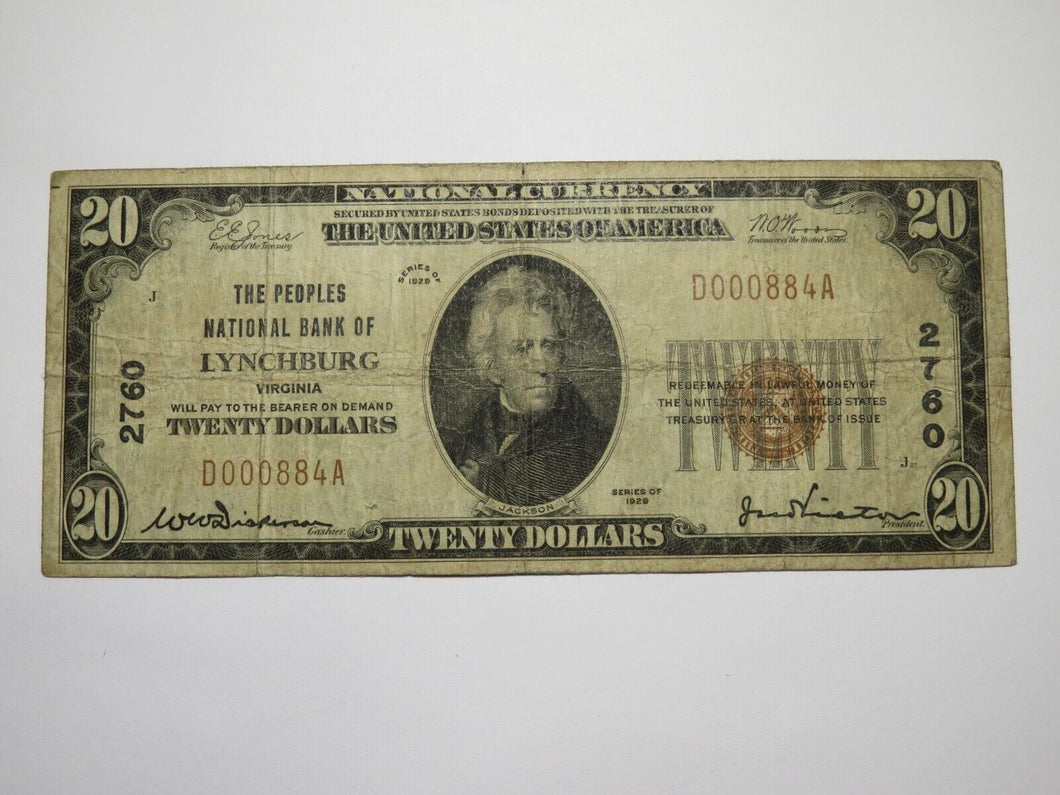 NATIONAL CURRENCY
SECURED BY UNITED STATES BONDS DEPOSITED WITH THE TREASURER OF
THE UNITED STATES OF AMERICA
20
20
E.E. Jones
Register of the Treasury
W.O. Woods
Treasurer of the United States.
SERIES OF
1929
J
THE PEOPLES
NATIONAL BANK OF
LYNCHBURG
VIRGINIA
WILL PAY TO THE BEARER ON DEMAND
TWENTY DOLLARS
D000884A
2760
D000884A
2760
TWENTY
REDEEMABLE IN LAWFUL MONEY OF
THE UNITED STATES, AT UNITED STATES
TREASURY OR AT THE BANK OF ISSUE
J
SERIES OF
1929
JACKSON
20
Cashier.
TWENTY DOLLARS
President.
20